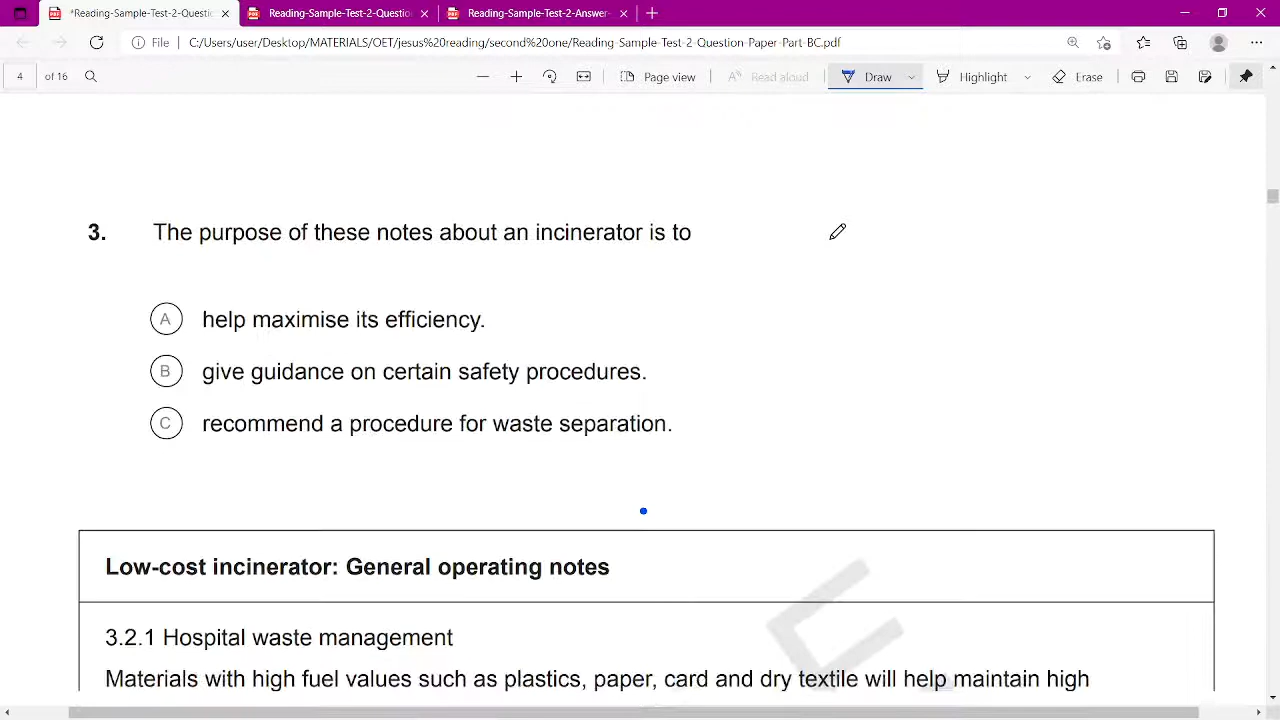 *Reading-Sample-Test-2-Questio
Reading-Sample-Test-2-Questio
Reading-Sample-Test-2-Answer-
File
C:/Users/user/Desktop/MATERIALS/OET/jesus%20reading/second%20one/Reading-Sample-Test-2-Question-Paper-Part-BC.pdf
4 of 16
Page view
Read aloud
Draw
Highlight
Erase
3. The purpose of these notes about an incinerator is to
A help maximise its efficiency.
B give guidance on certain safety procedures.
C recommend a procedure for waste separation.
Low-cost incinerator: General operating notes
3.2.1 Hospital waste management
Materials with high fuel values such as plastics, paper, card and dry textile will help maintain high